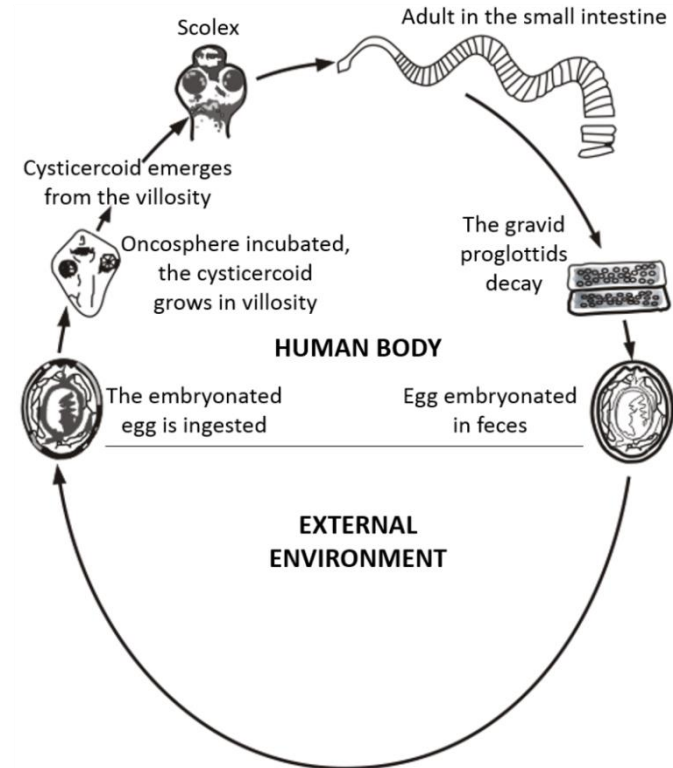 Scolex
Adult in the small intestine
Cysticercoid emerges
from the villosity
Oncosphere incubated,
the cysticercoid
grows in villosity
The gravid
proglottids
decay
HUMAN BODY
The embryonated
egg is ingested
Egg embryonated
in feces
EXTERNAL
ENVIRONMENT